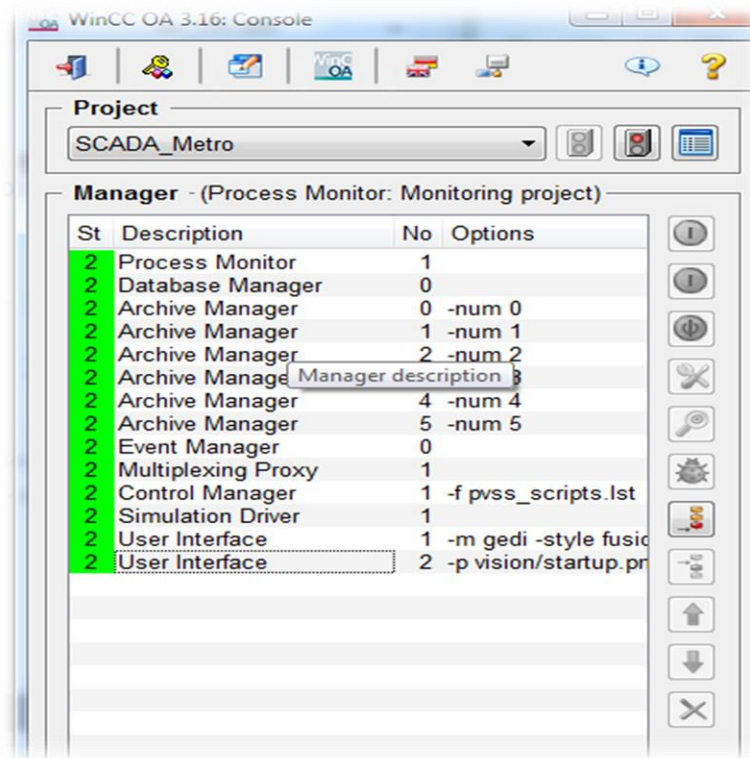 WinCC OA 3.16: Console
WinCC OA
Project
SCADA_Metro
Manager - (Process Monitor: Monitoring project)
St Description No Options
2 Process Monitor 1
2 Database Manager 0
2 Archive Manager 0 -num 0
2 Archive Manager 1 -num 1
2 Archive Manager 2 -num 2
2 Archive Manage Manager description
4 -num 4
2 Archive Manager
2 Archive Manager 5 -num 5
2 Event Manager 0
2 Multiplexing Proxy 1
2 Control Manager 1 -f pvss_scripts.lst
2 Simulation Driver 1
2 User Interface 1 -m gedi -style fusio
2 User Interface 2 -p vision/startup.pn